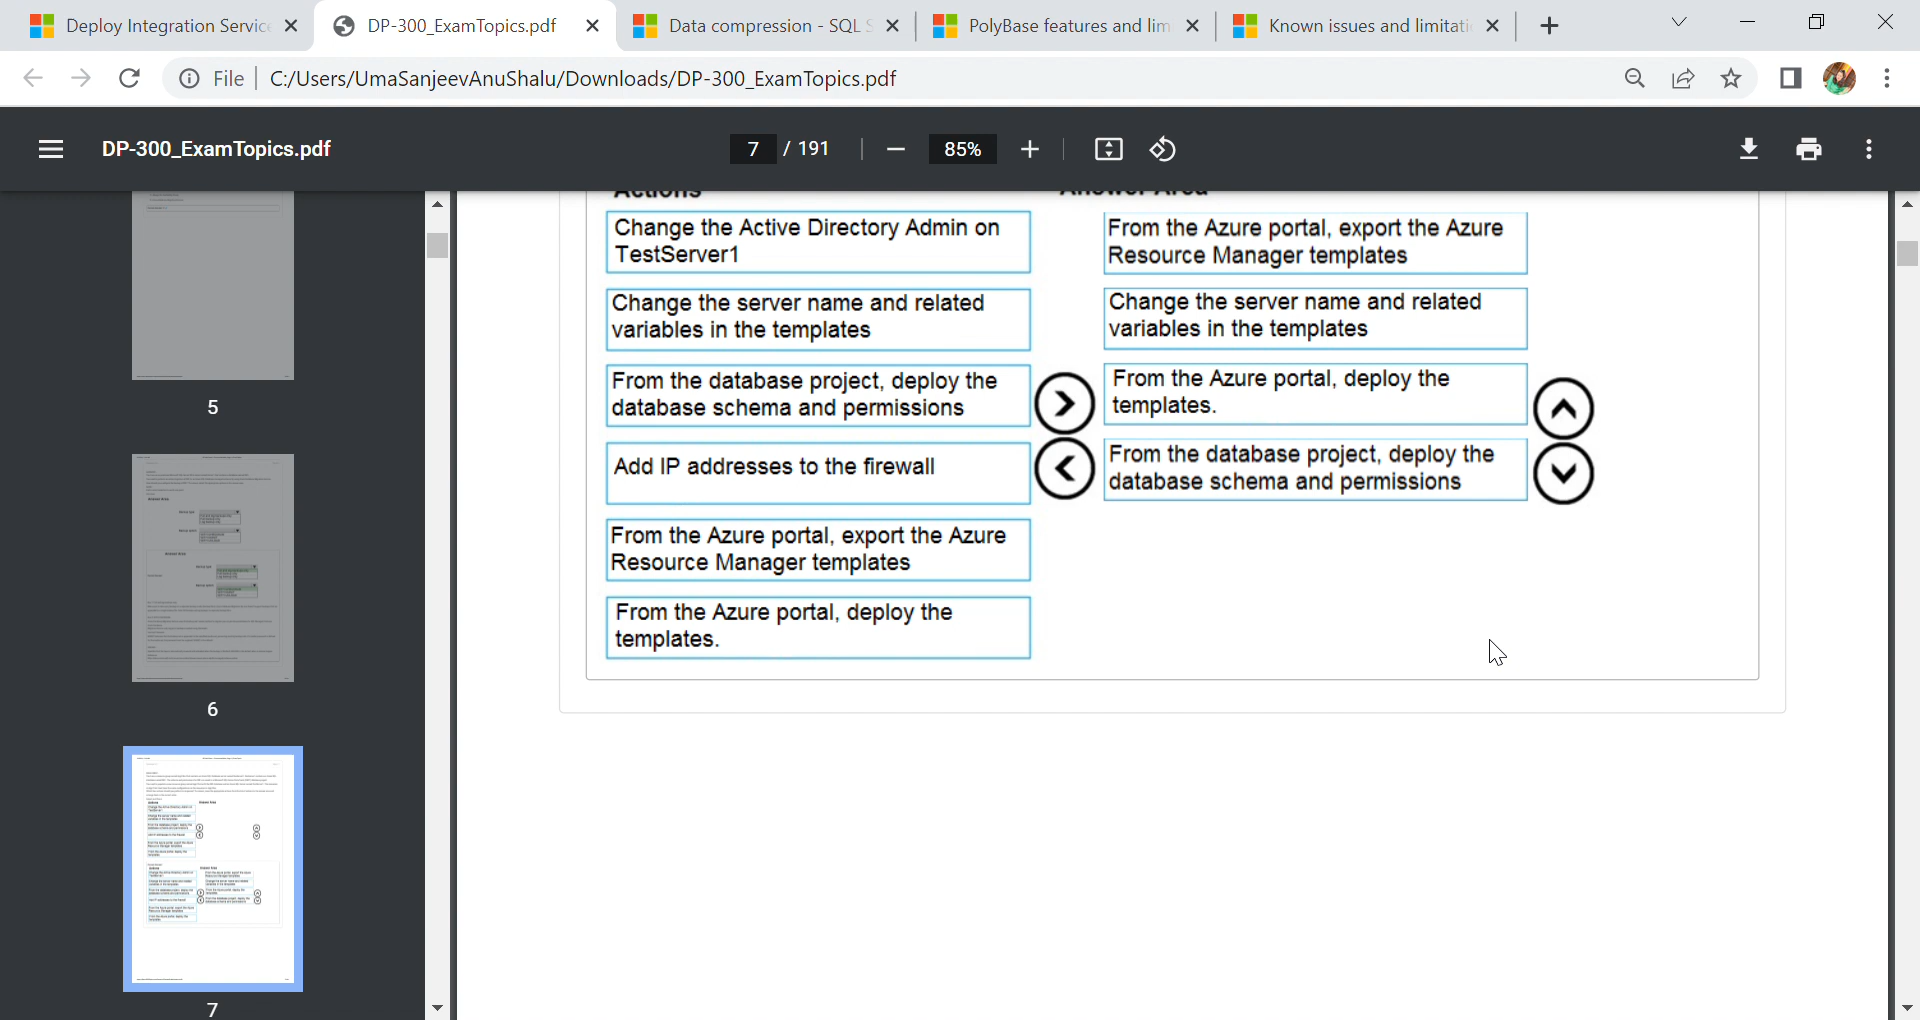 Deploy Integration Service
DP-300_ExamTopics.pdf
Data compression - SQL S
PolyBase features and lim
Known issues and limitati
File
C:/Users/UmaSanjeevAnuShalu/Downloads/DP-300_ExamTopics.pdf
DP-300_ExamTopics.pdf
7 / 191
85%
Actions
Answer Area
Change the Active Directory Admin on
TestServer1
Change the server name and related
variables in the templates
From the database project, deploy the
database schema and permissions
Add IP addresses to the firewall
From the Azure portal, export the Azure
Resource Manager templates
From the Azure portal, deploy the
templates.
From the Azure portal, export the Azure
Resource Manager templates
Change the server name and related
variables in the templates
From the Azure portal, deploy the
templates.
From the database project, deploy the
database schema and permissions
5
6
7